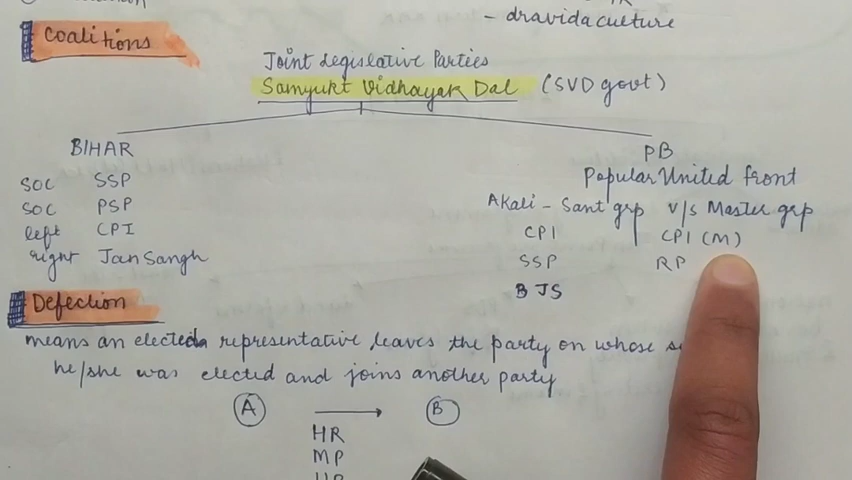 - dravida culture
Coalitions
Joint Legislative Parties
Samyukt Vidhayak Dal (SVD govt)
BIHAR
SOC SSP
SOC PSP
left CPI
right Jan Sangh
PB
Popular United front
Akali - Sant grp v/s Master grp
CPI CPI (M)
SSP RP
BJS
Defection
means an elected representative leaves the party on whose
he/she was elected and joins another party
A → B
HR
MP